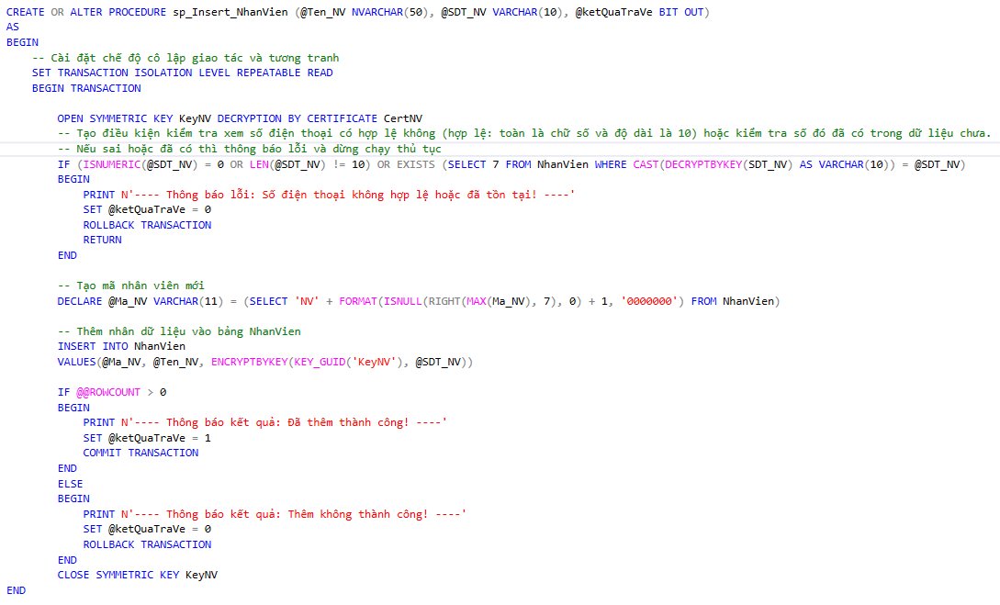 CREATE OR ALTER PROCEDURE sp_Insert_NhanVien (@Ten_NV NVARCHAR(50), @SDT_NV VARCHAR(10), @ketQuaTraVe BIT OUT)
AS
BEGIN
    -- Cài đặt chế độ cô lập giao tác và tương tranh
    SET TRANSACTION ISOLATION LEVEL REPEATABLE READ
    BEGIN TRANSACTION
        OPEN SYMMETRIC KEY KeyNV DECRYPTION BY CERTIFICATE CertNV
        -- Tạo điều kiện kiểm tra xem số điện thoại có hợp lệ không (hợp lệ: toàn là chữ số và độ dài là 10) hoặc kiểm tra số đó đã có trong dữ liệu chưa.
        -- Nếu sai hoặc đã có thì thông báo lỗi và dừng chạy thủ tục
        IF (ISNUMERIC(@SDT_NV) = 0 OR LEN(@SDT_NV) != 10) OR EXISTS (SELECT 7 FROM NhanVien WHERE CAST(DECRYPTBYKEY(SDT_NV) AS VARCHAR(10)) = @SDT_NV)
        BEGIN
            PRINT N'---- Thông báo lỗi: Số điện thoại không hợp lệ hoặc đã tồn tại! ----'
            SET @ketQuaTraVe = 0
            ROLLBACK TRANSACTION
            RETURN
        END
        -- Tạo mã nhân viên mới
        DECLARE @Ma_NV VARCHAR(11) = (SELECT 'NV' + FORMAT(ISNULL(RIGHT(MAX(Ma_NV), 7), 0) + 1, '0000000') FROM NhanVien)
        -- Thêm nhân dữ liệu vào bảng NhanVien
        INSERT INTO NhanVien
        VALUES(@Ma_NV, @Ten_NV, ENCRYPTBYKEY(KEY_GUID('KeyNV'), @SDT_NV))
        IF @@ROWCOUNT > 0
        BEGIN
            PRINT N'---- Thông báo kết quả: Đã thêm thành công! ----'
            SET @ketQuaTraVe = 1
            COMMIT TRANSACTION
        END
        ELSE
        BEGIN
            PRINT N'---- Thông báo kết quả: Thêm không thành công! ----'
            SET @ketQuaTraVe = 0
            ROLLBACK TRANSACTION
        END
        CLOSE SYMMETRIC KEY KeyNV
END